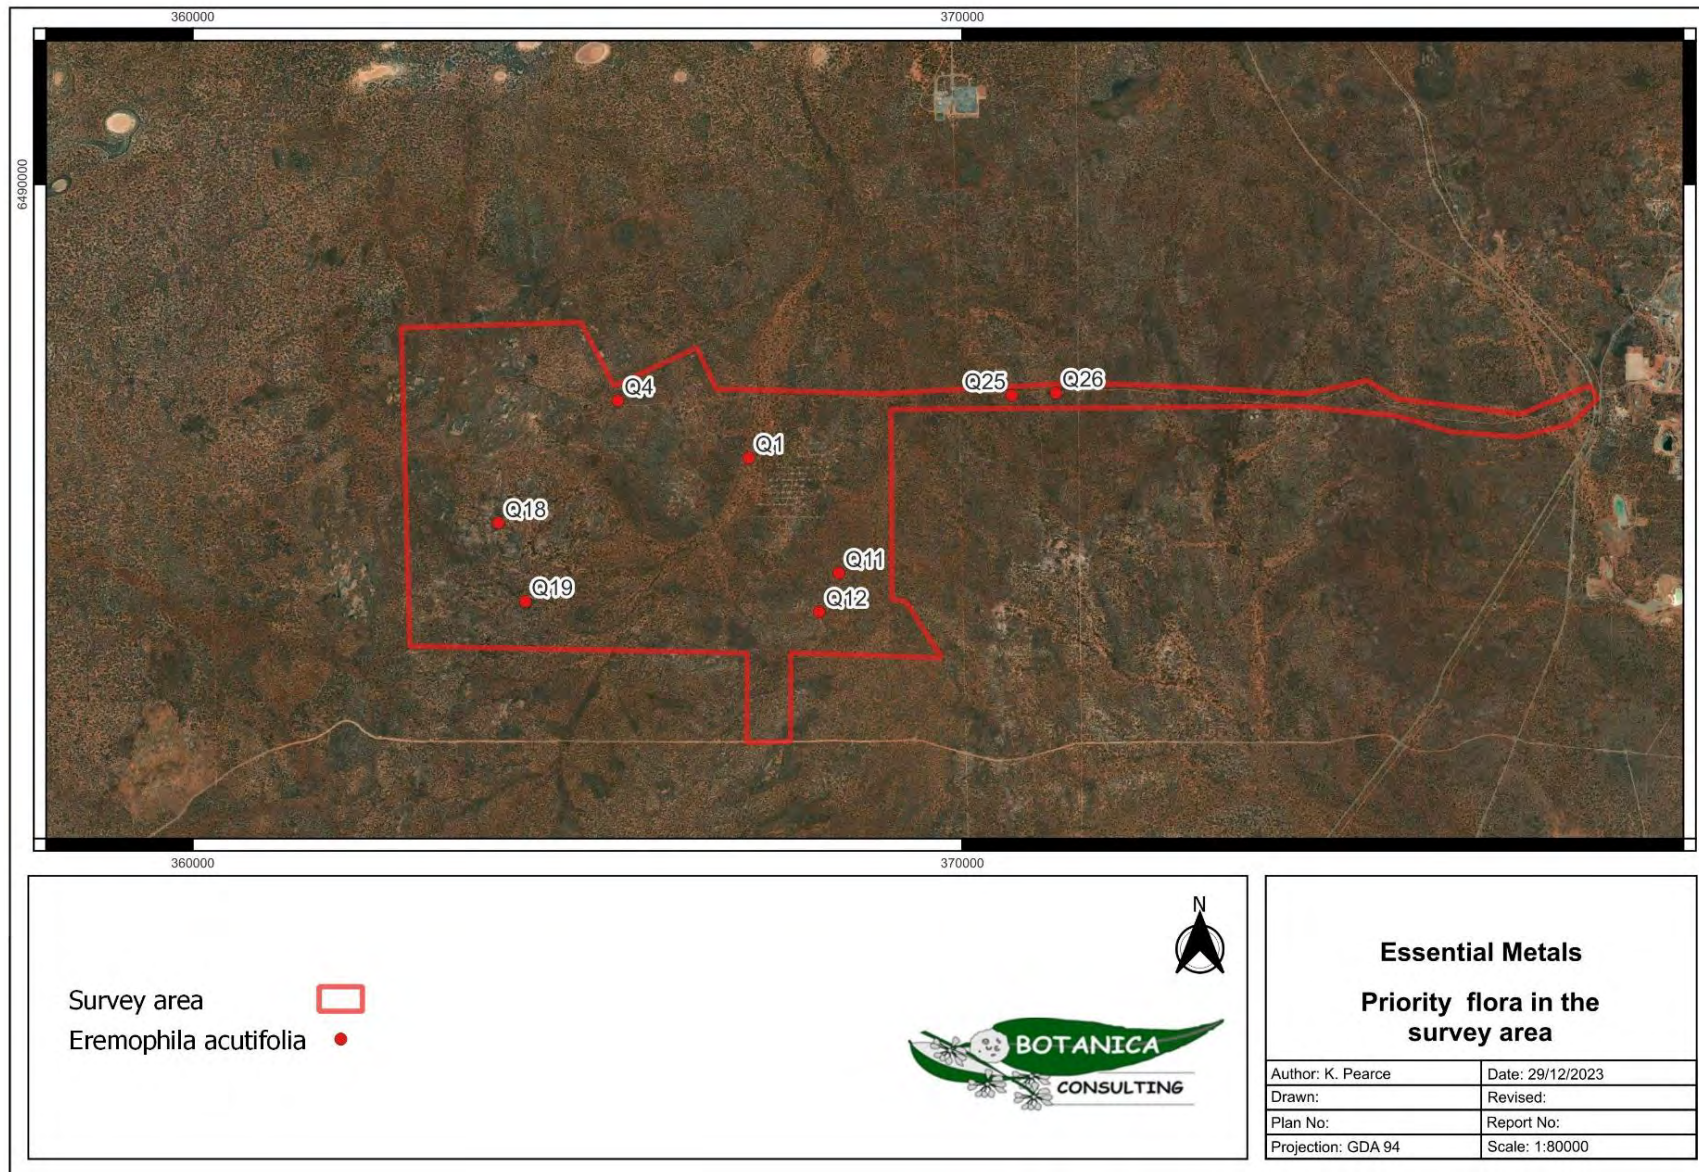 360000
370000
6490000
Q4
Q25
Q26
Q1
Q18
Q11
Q19
Q12
360000
370000
N
Survey area
Eremophila acutifolia
BOTANICA
CONSULTING
Essential Metals
Priority flora in the
survey area
Author: K. Pearce
Date: 29/12/2023
Drawn:
Revised:
Plan No:
Report No:
Projection: GDA 94
Scale: 1:80000